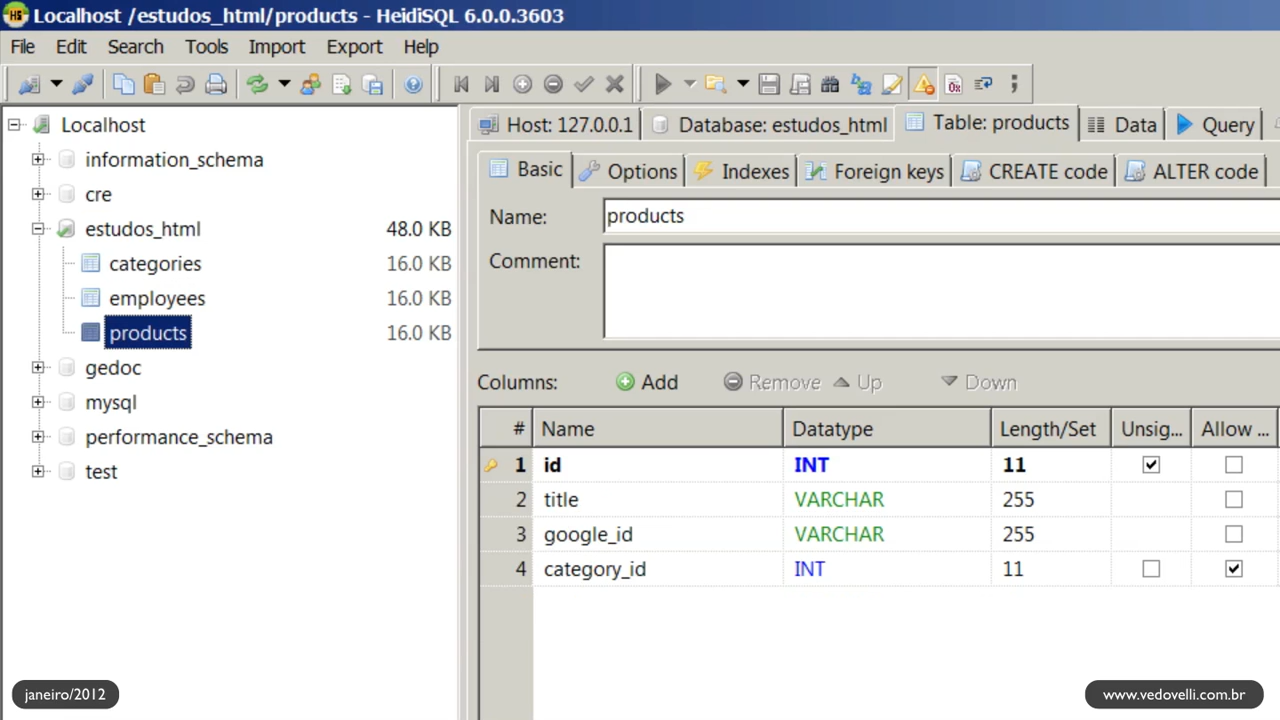 Localhost /estudos_html/products - HeidiSQL 6.0.0.3603
File Edit Search Tools Import Export Help
Localhost
information_schema
cre
estudos_html 48.0 KB
categories 16.0 KB
employees 16.0 KB
products 16.0 KB
gedoc
mysql
performance_schema
test
Host: 127.0.0.1 Database: estudos_html Table: products Data Query
Basic Options Indexes Foreign keys CREATE code ALTER code
Name: products
Comment:
Columns: Add Remove Up Down
# Name Datatype Length/Set Unsig... Allow ...
1 id INT 11
2 title VARCHAR 255
3 google_id VARCHAR 255
4 category_id INT 11
janeiro/2012
www.vedovelli.com.br